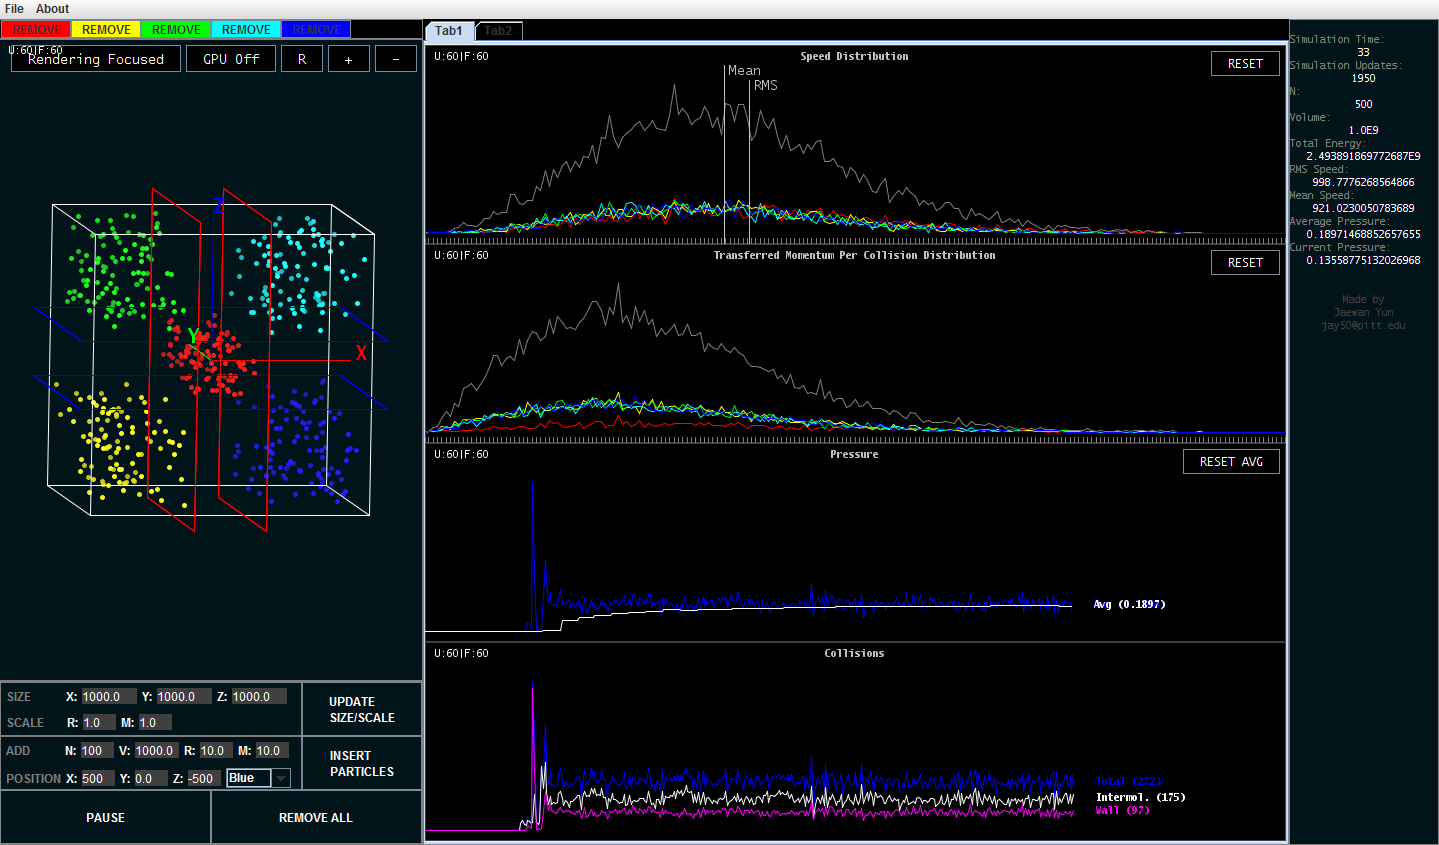 File About
REMOVE REMOVE REMOVE REMOVE REMOVE
U:60|F:60
Rendering Focused GPU Off R + -
Z
Y
X
SIZE X: 1000.0 Y: 1000.0 Z: 1000.0
SCALE R: 1.0 M: 1.0
UPDATE
SIZE/SCALE
ADD N: 100 V: 1000.0 R: 10.0 M: 10.0
POSITION X: 500 Y: 0.0 Z: -500 Blue
INSERT
PARTICLES
PAUSE REMOVE ALL
Tab1 Tab2
U:60|F:60 Speed Distribution RESET
Mean
RMS
U:60|F:60 Transferred Momentum Per Collision Distribution RESET
U:60|F:60 Pressure RESET AVG
Avg (0.1897)
U:60|F:60 Collisions
Total (272)
Intermol. (175)
Wall (97)
Simulation Time:
33
Simulation Updates:
1950
N:
500
Volume:
1.0E9
Total Energy:
2.493891869772687E9
RMS Speed:
998.7776268564866
Mean Speed:
921.0230050783689
Average Pressure:
0.18971468852657655
Current Pressure:
0.13558775132026968
Made by
Jaewan Yun
jay50@pitt.edu